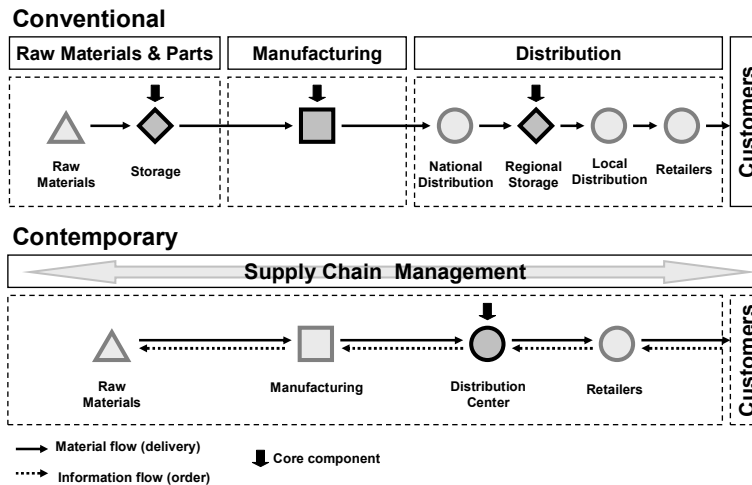 Conventional
Raw Materials & Parts
Manufacturing
Distribution
Customers
Raw
Materials
Storage
National
Distribution
Regional
Storage
Local
Distribution
Retailers
Contemporary
Supply Chain Management
Customers
Raw
Materials
Manufacturing
Distribution
Center
Retailers
Material flow (delivery)
Core component
Information flow (order)